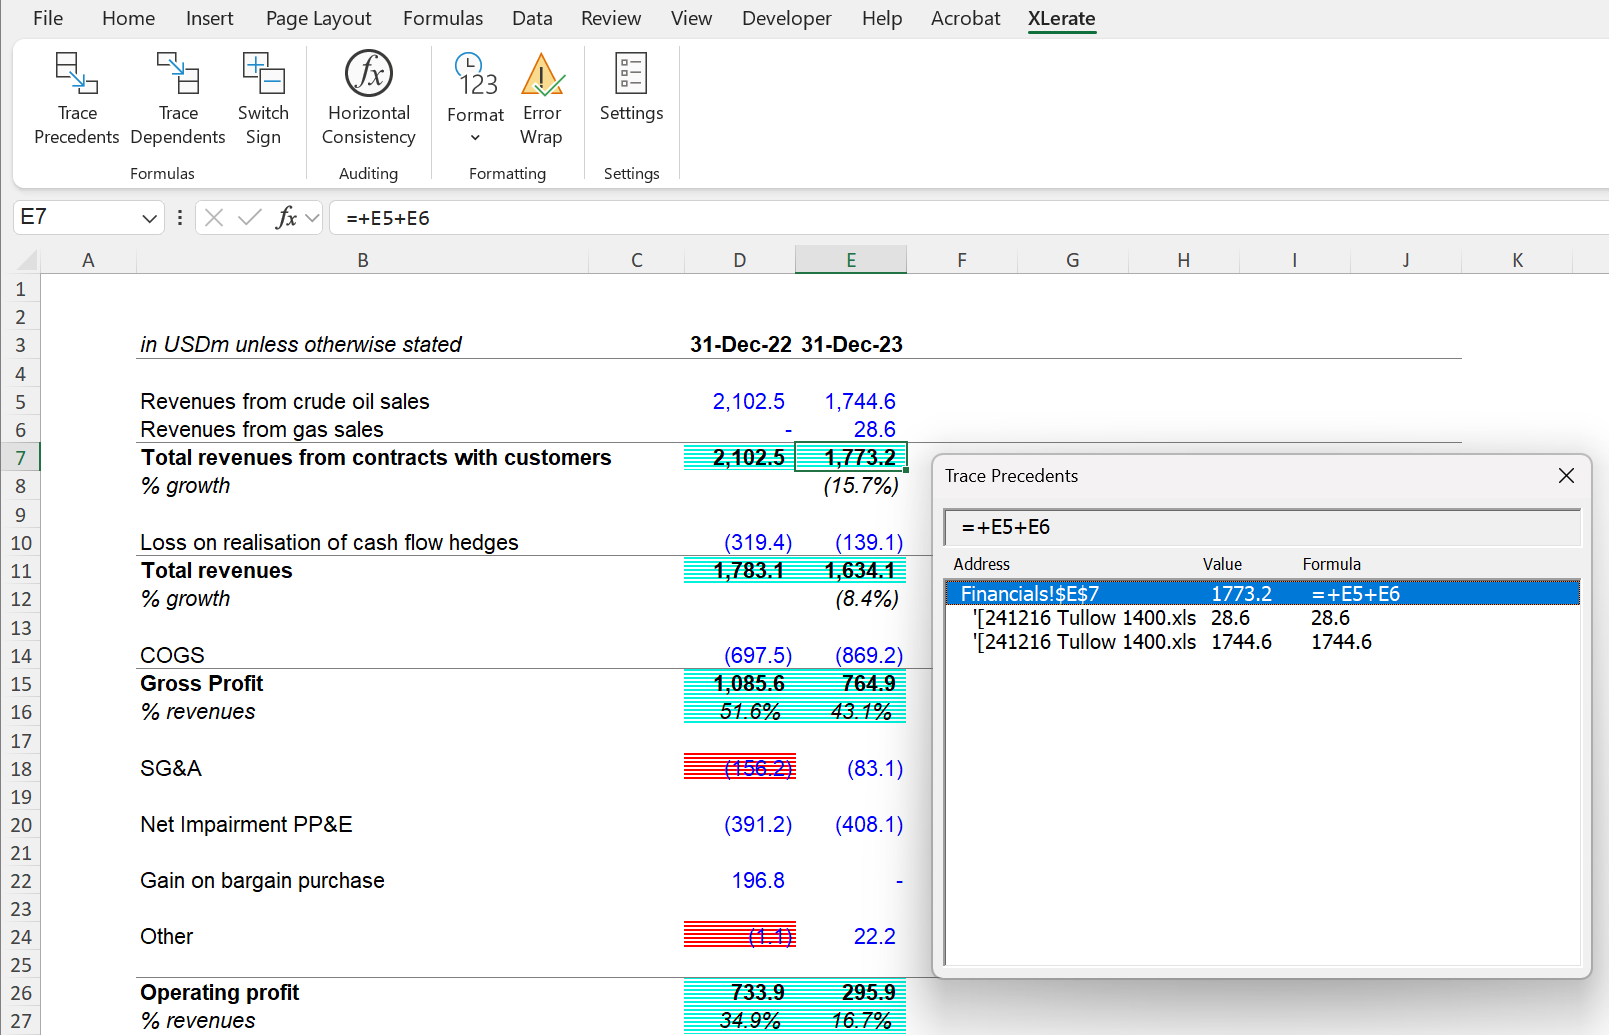 File Home Insert Page Layout Formulas Data Review View Developer Help Acrobat XLerate
Trace Precedents
Trace Dependents
Switch Sign
Formulas
fx
Horizontal Consistency
Auditing
123
Format
Error Wrap
Formatting
Settings
Settings
E7 fx =+E5+E6
A B C D E F G H I J K
1
2
3 in USDm unless otherwise stated 31-Dec-22 31-Dec-23
4
5 Revenues from crude oil sales 2,102.5 1,744.6
6 Revenues from gas sales - 28.6
7 Total revenues from contracts with customers 2,102.5 1,773.2
8 % growth (15.7%)
9
10 Loss on realisation of cash flow hedges (319.4) (139.1)
11 Total revenues 1,783.1 1,634.1
12 % growth (8.4%)
13
14 COGS (697.5) (869.2)
15 Gross Profit 1,085.6 764.9
16 % revenues 51.6% 43.1%
17
18 SG&A (156.2) (83.1)
19
20 Net Impairment PP&E (391.2) (408.1)
21
22 Gain on bargain purchase 196.8 -
23
24 Other (1.1) 22.2
25
26 Operating profit 733.9 295.9
27 % revenues 34.9% 16.7%
Trace Precedents
=+E5+E6
Address Value Formula
Financials!$E$7 1773.2 =+E5+E6
'[241216 Tullow 1400.xls 28.6 28.6
'[241216 Tullow 1400.xls 1744.6 1744.6